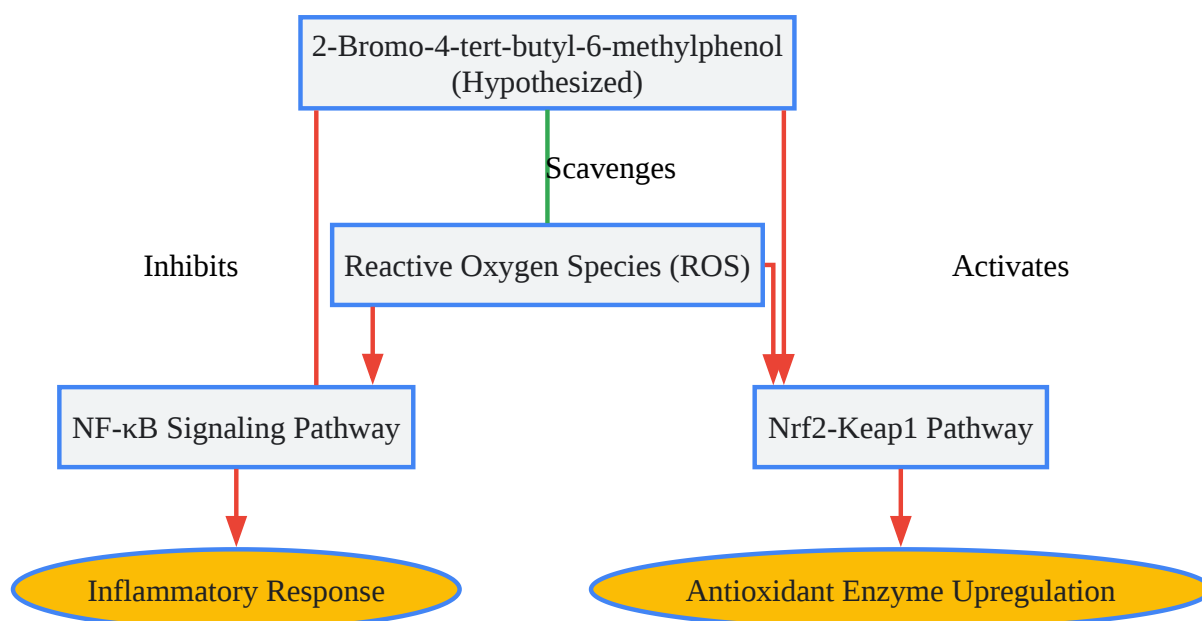 2-Bromo-4-tert-butyl-6-methylphenol
(Hypothesized)
Scavenges
Inhibits
Reactive Oxygen Species (ROS)
Activates
NF-κB Signaling Pathway
Nrf2-Keap1 Pathway
Inflammatory Response
Antioxidant Enzyme Upregulation